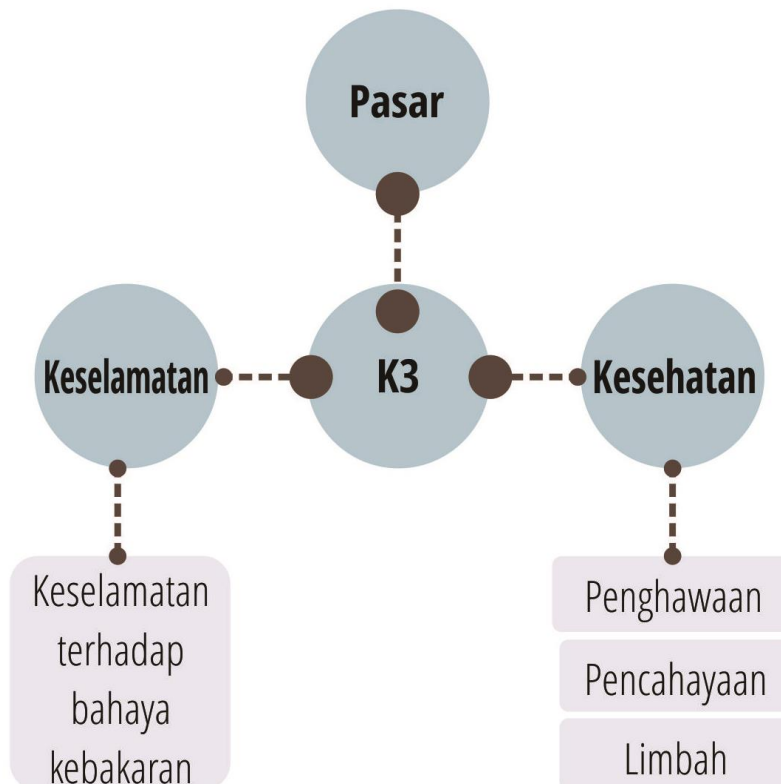 Pasar
Keselamatan
K3
Kesehatan
Keselamatan
terhadap
bahaya
kebakaran
Penghawaan
Pencahayaan
Limbah